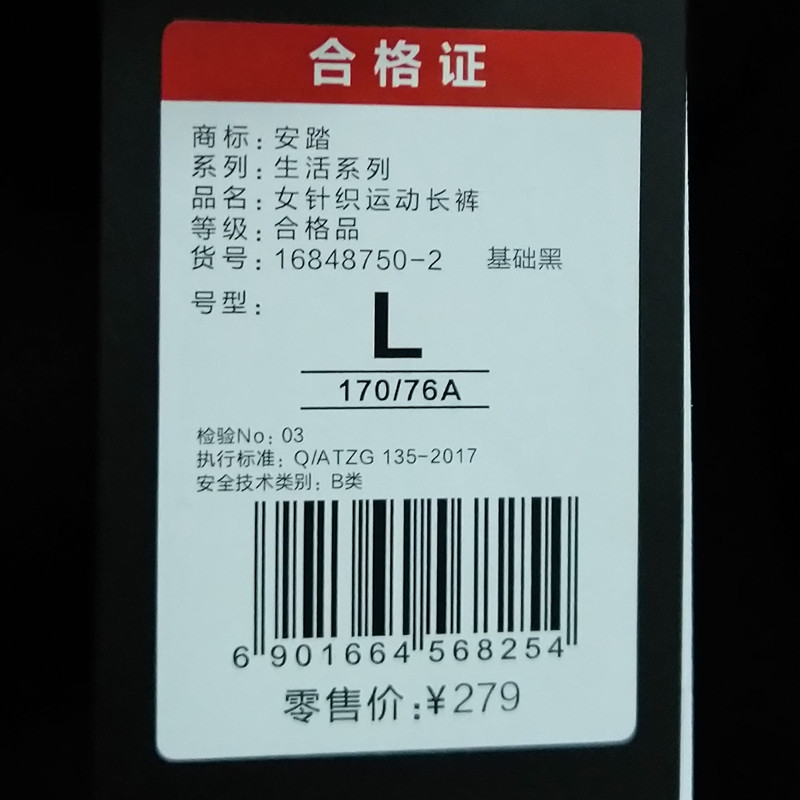 合格证
商标：安踏
系列：生活系列
品名：女针织运动长裤
等级：合格品
货号：16848750-2 基础黑
号型：
L
170/76A
检验No：03
执行标准：Q/ATZG 135-2017
安全技术类别：B类
6 901664 568254
零售价：¥279